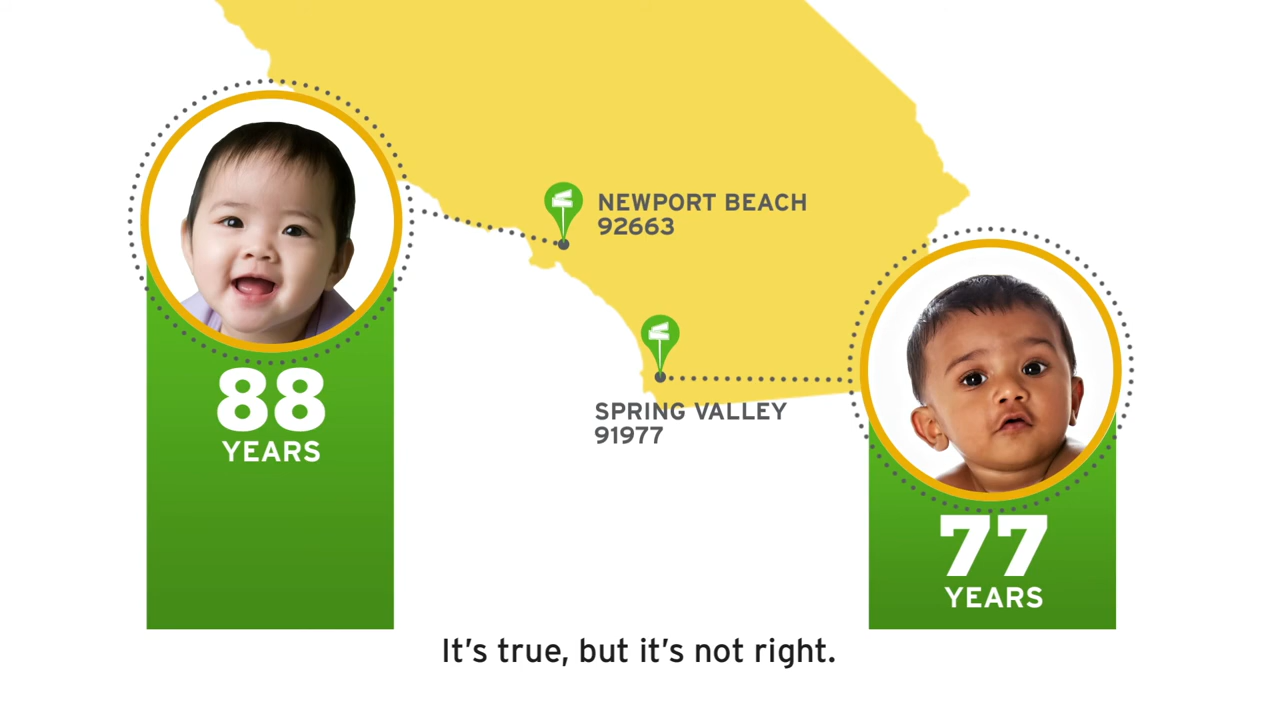 NEWPORT BEACH
92663
88
YEARS
SPRING VALLEY
91977
77
YEARS
It's true, but it's not right.